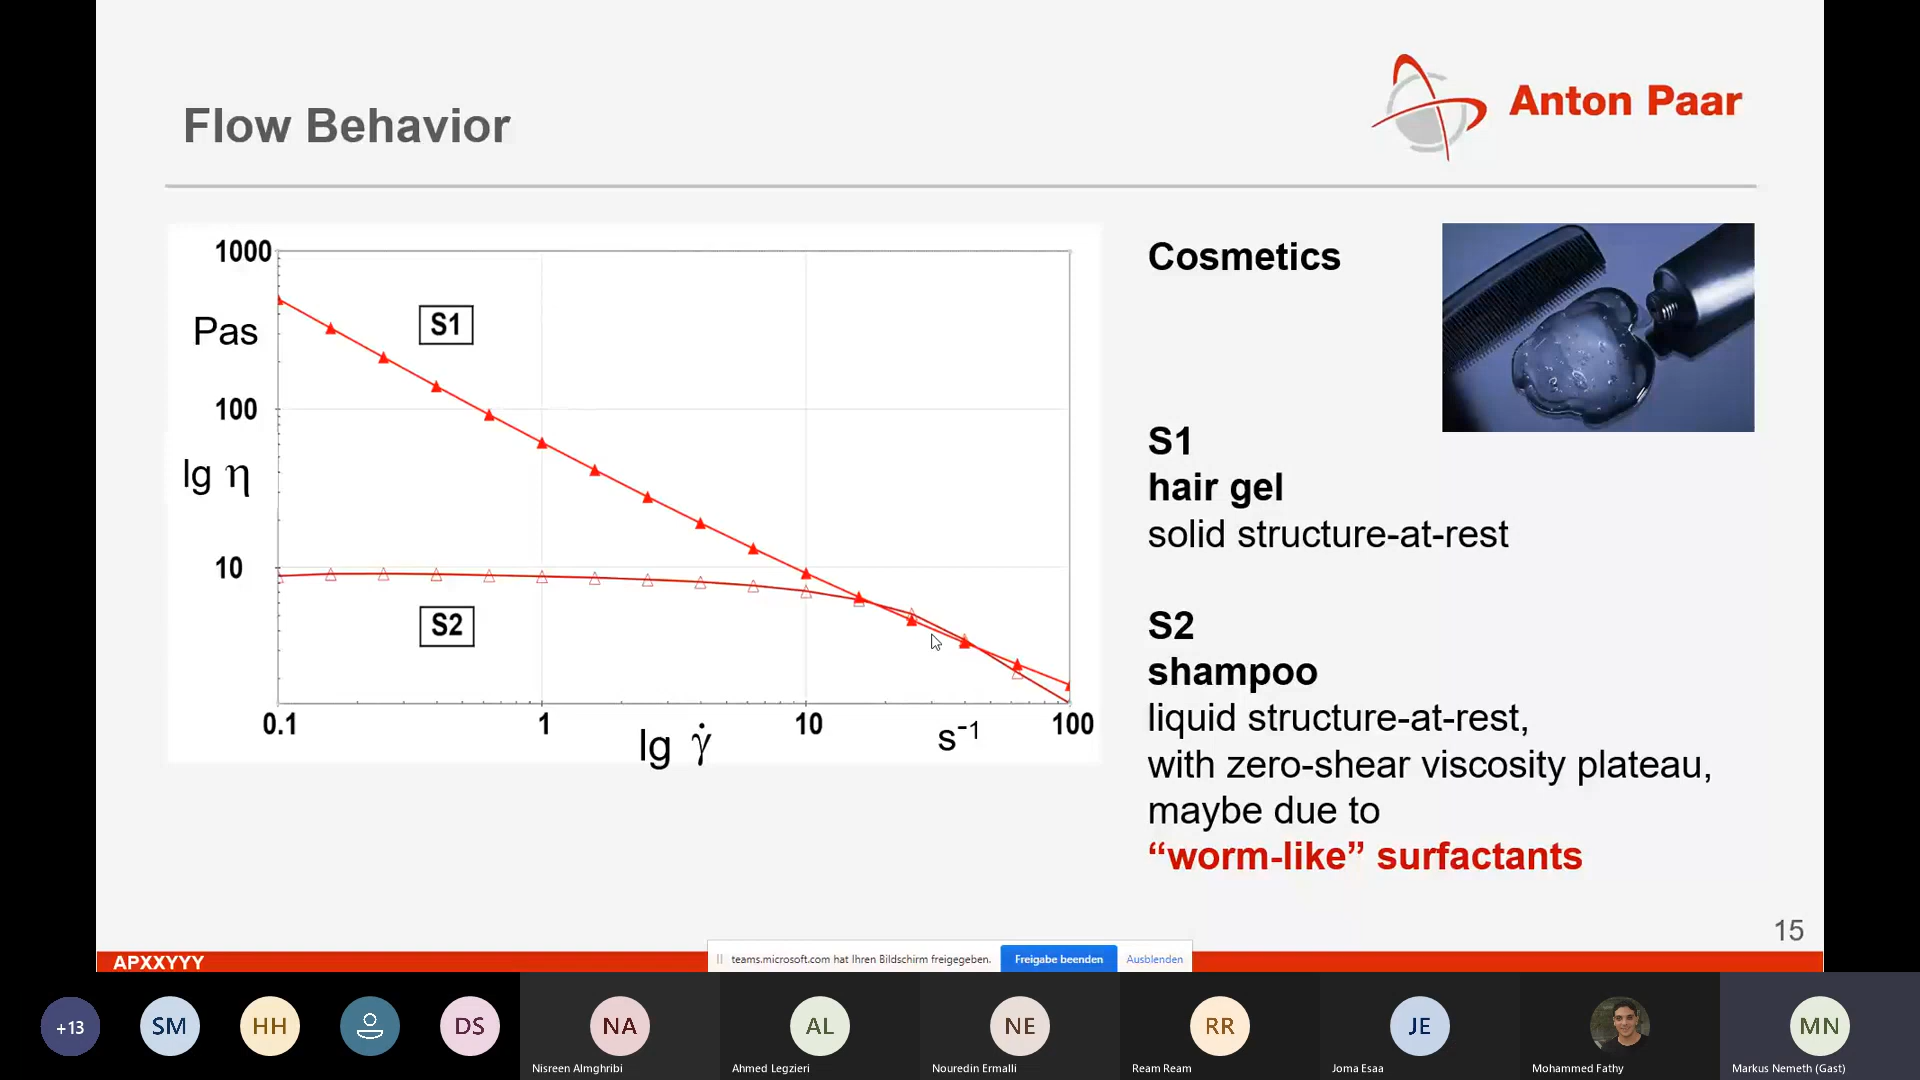 Flow Behavior
Anton Paar
1000
Pas
S1
100
lg η
10
S2
0.1
1
10
100
lg γ̇
s⁻¹
Cosmetics
S1
hair gel
solid structure-at-rest
S2
shampoo
liquid structure-at-rest,
with zero-shear viscosity plateau,
maybe due to
“worm-like” surfactants
15
APXXYYY
teams.microsoft.com hat Ihren Bildschirm freigegeben.
Freigabe beenden
Ausblenden
+13
SM
HH
DS
NA
AL
NE
RR
JE
MN
Nisreen Almghribi
Ahmed Legzieri
Nouredin Ermalli
Ream Ream
Joma Esaa
Mohammed Fathy
Markus Nemeth (Gast)